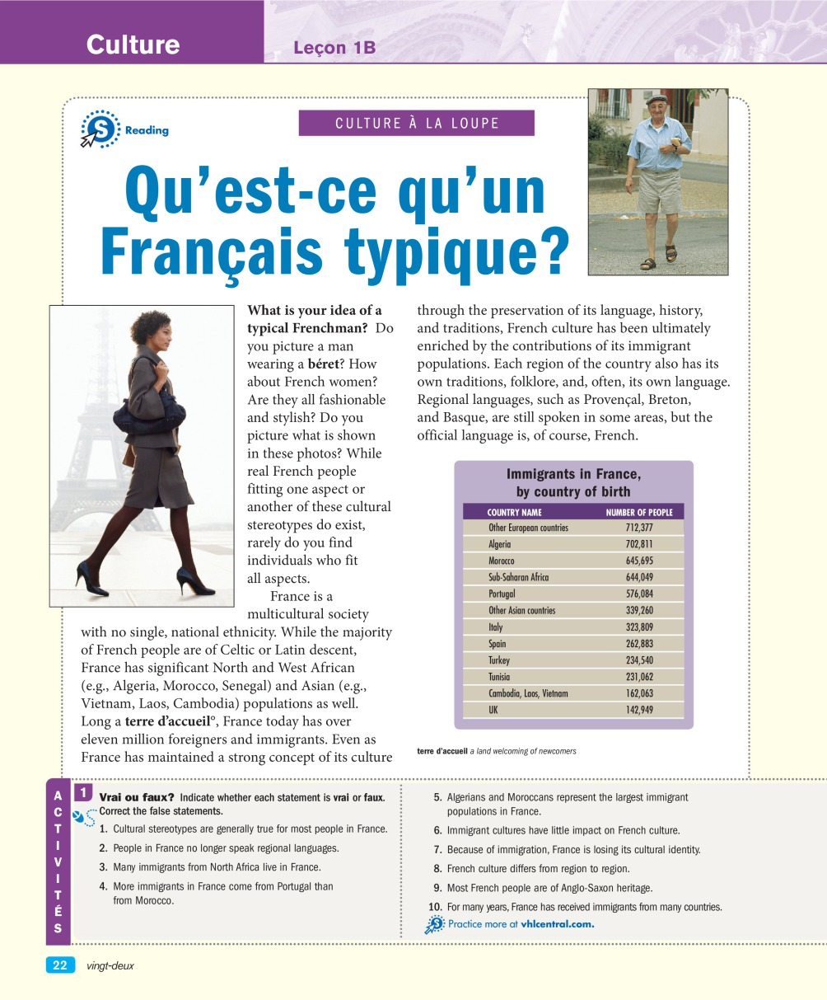 Culture
Leçon 1B
Reading
CULTURE À LA LOUPE
Qu’est-ce qu’un
Français typique?
What is your idea of a
typical Frenchman? Do
you picture a man
wearing a béret? How
about French women?
Are they all fashionable
and stylish? Do you
picture what is shown
in these photos? While
real French people
fitting one aspect or
another of these cultural
stereotypes do exist,
rarely do you find
individuals who fit
all aspects.
France is a
multicultural society
with no single, national ethnicity. While the majority
of French people are of Celtic or Latin descent,
France has significant North and West African
(e.g., Algeria, Morocco, Senegal) and Asian (e.g.,
Vietnam, Laos, Cambodia) populations as well.
Long a terre d’accueil°, France today has over
eleven million foreigners and immigrants. Even as
France has maintained a strong concept of its culture
through the preservation of its language, history,
and traditions, French culture has been ultimately
enriched by the contributions of its immigrant
populations. Each region of the country also has its
own traditions, folklore, and, often, its own language.
Regional languages, such as Provençal, Breton,
and Basque, are still spoken in some areas, but the
official language is, of course, French.
Immigrants in France,
by country of birth
COUNTRY NAME NUMBER OF PEOPLE
Other European countries 712,377
Algeria 702,811
Morocco 645,695
Sub-Saharan Africa 644,049
Portugal 576,084
Other Asian countries 339,260
Italy 323,809
Spain 262,883
Turkey 234,540
Tunisia 231,062
Cambodia, Laos, Vietnam 162,063
UK 142,949
terre d’accueil a land welcoming of newcomers
ACTIVITÉS
1 Vrai ou faux? Indicate whether each statement is vrai or faux.
Correct the false statements.
1. Cultural stereotypes are generally true for most people in France.
2. People in France no longer speak regional languages.
3. Many immigrants from North Africa live in France.
4. More immigrants in France come from Portugal than
from Morocco.
5. Algerians and Moroccans represent the largest immigrant
populations in France.
6. Immigrant cultures have little impact on French culture.
7. Because of immigration, France is losing its cultural identity.
8. French culture differs from region to region.
9. Most French people are of Anglo-Saxon heritage.
10. For many years, France has received immigrants from many countries.
Practice more at vhlcentral.com.
22 vingt-deux